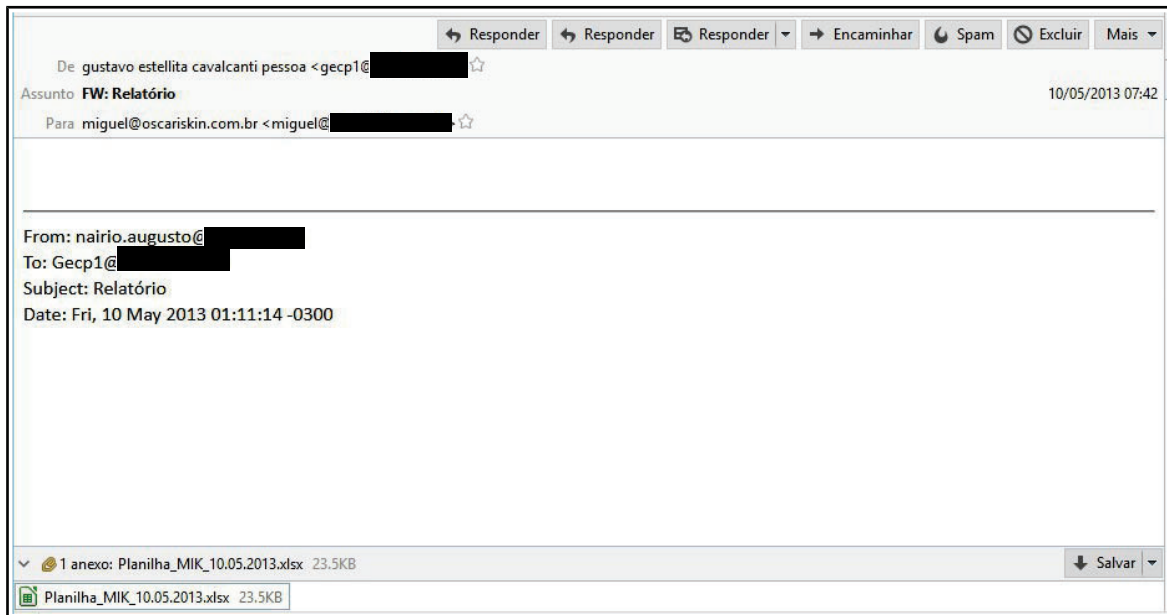 Responder Responder Responder Encaminhar Spam Excluir Mais
De gustavo estellita cavalcanti pessoa <gecp1@
Assunto FW: Relatório 10/05/2013 07:42
Para miguel@oscariskin.com.br <miguel@
From: nairio.augusto@
To: Gecp1@
Subject: Relatório
Date: Fri, 10 May 2013 01:11:14 -0300
1 anexo: Planilha_MIK_10.05.2013.xlsx 23.5KB Salvar
Planilha_MIK_10.05.2013.xlsx 23.5KB